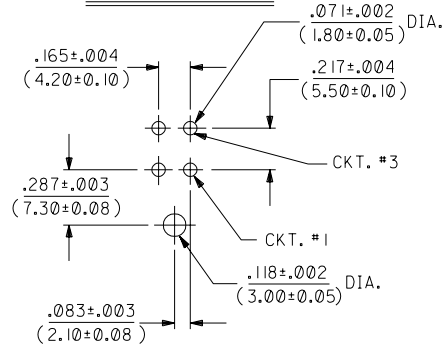 .071±.002 DIA.
(1.80±0.05)
.165±.004
(4.20±0.10)
.217±.004
(5.50±0.10)
CKT. #3
.287±.003
(7.30±0.08)
CKT. #1
.118±.002 DIA.
(3.00±0.05)
.083±.003
(2.10±0.08)